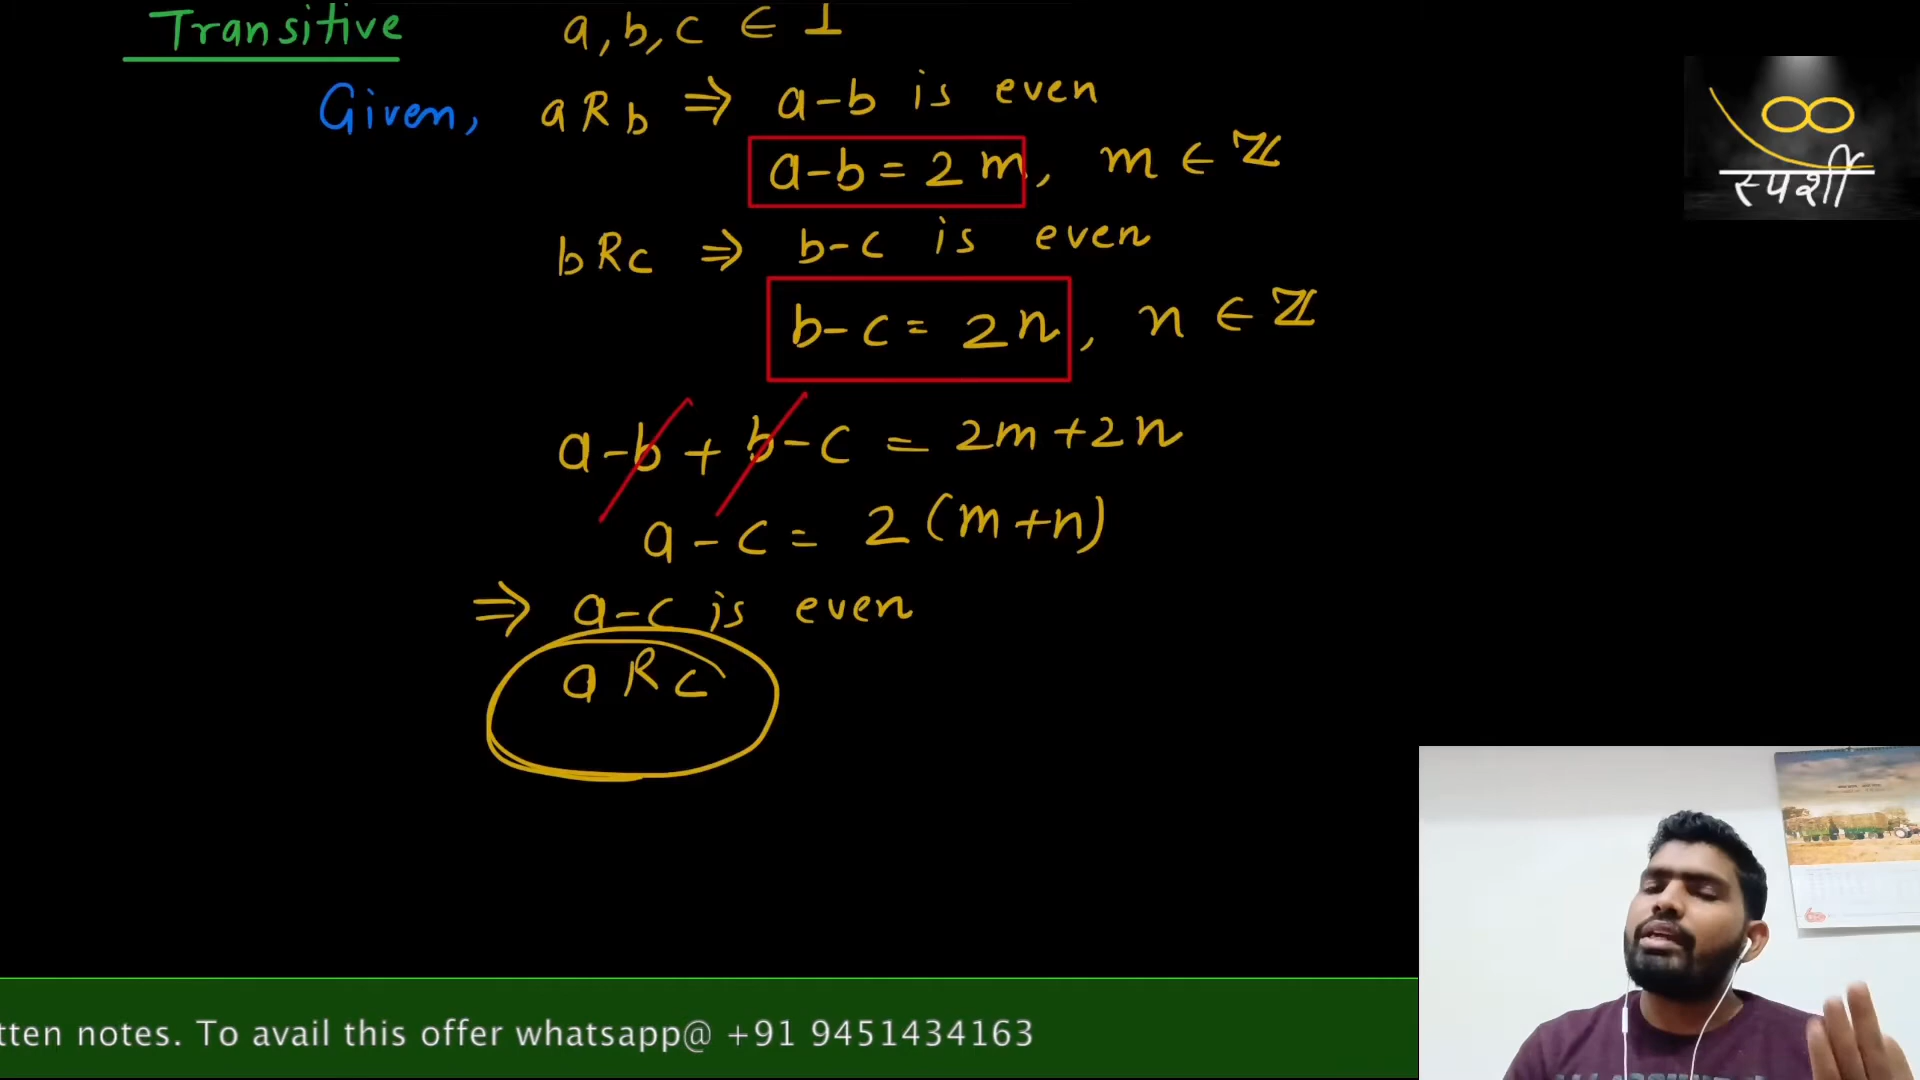 Transitive a, b, c ∈ I
Given, aRb ⇒ a-b is even
a-b = 2m, m ∈ ℤ
bRc ⇒ b-c is even
b-c = 2n, n ∈ ℤ
a-b + b-c = 2m+2n
a-c = 2(m+n)
⇒ a-c is even
aRc
स्पर्शी
tten notes. To avail this offer whatsapp@ +91 9451434163